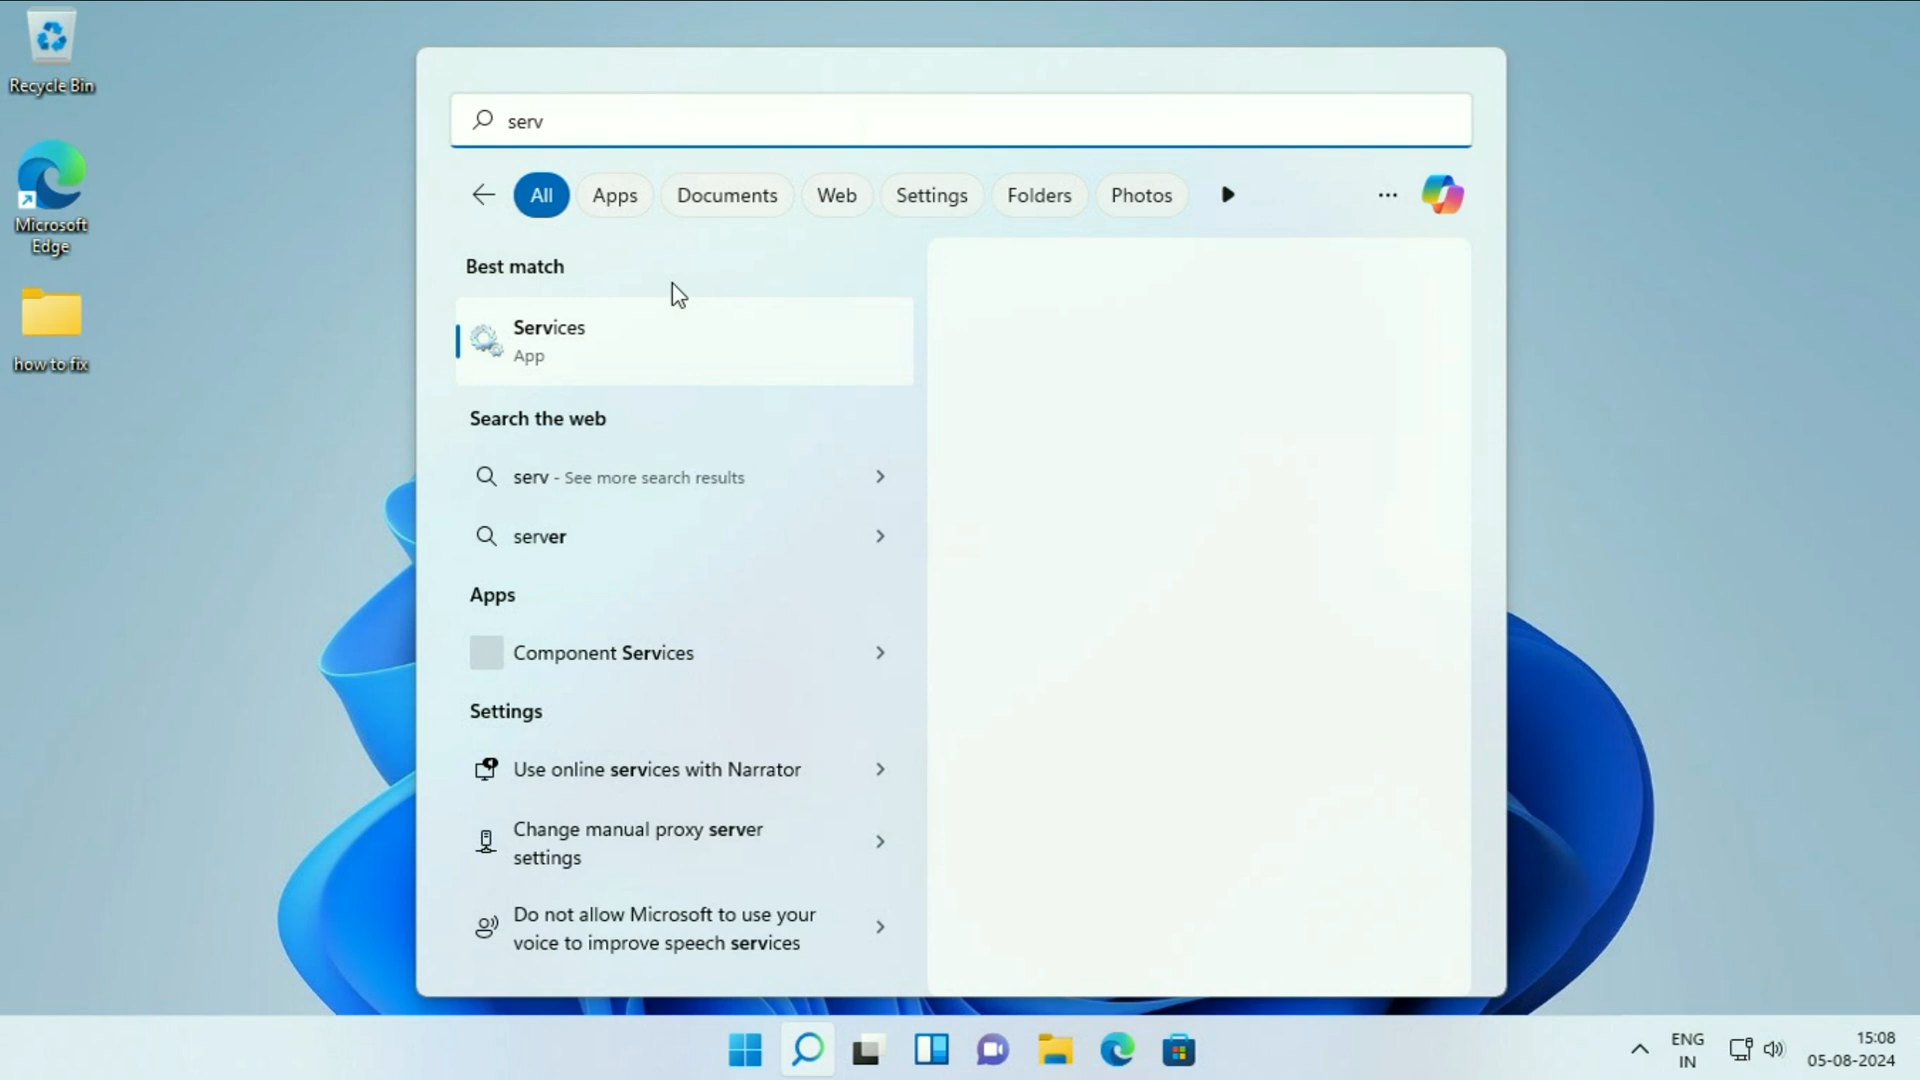 Recycle Bin
Microsoft
Edge
how to fix
serv
All
Apps
Documents
Web
Settings
Folders
Photos
Best match
Services
App
Search the web
serv - See more search results
server
Apps
Component Services
Settings
Use online services with Narrator
Change manual proxy server
settings
Do not allow Microsoft to use your
voice to improve speech services
ENG
IN
15:08
05-08-2024